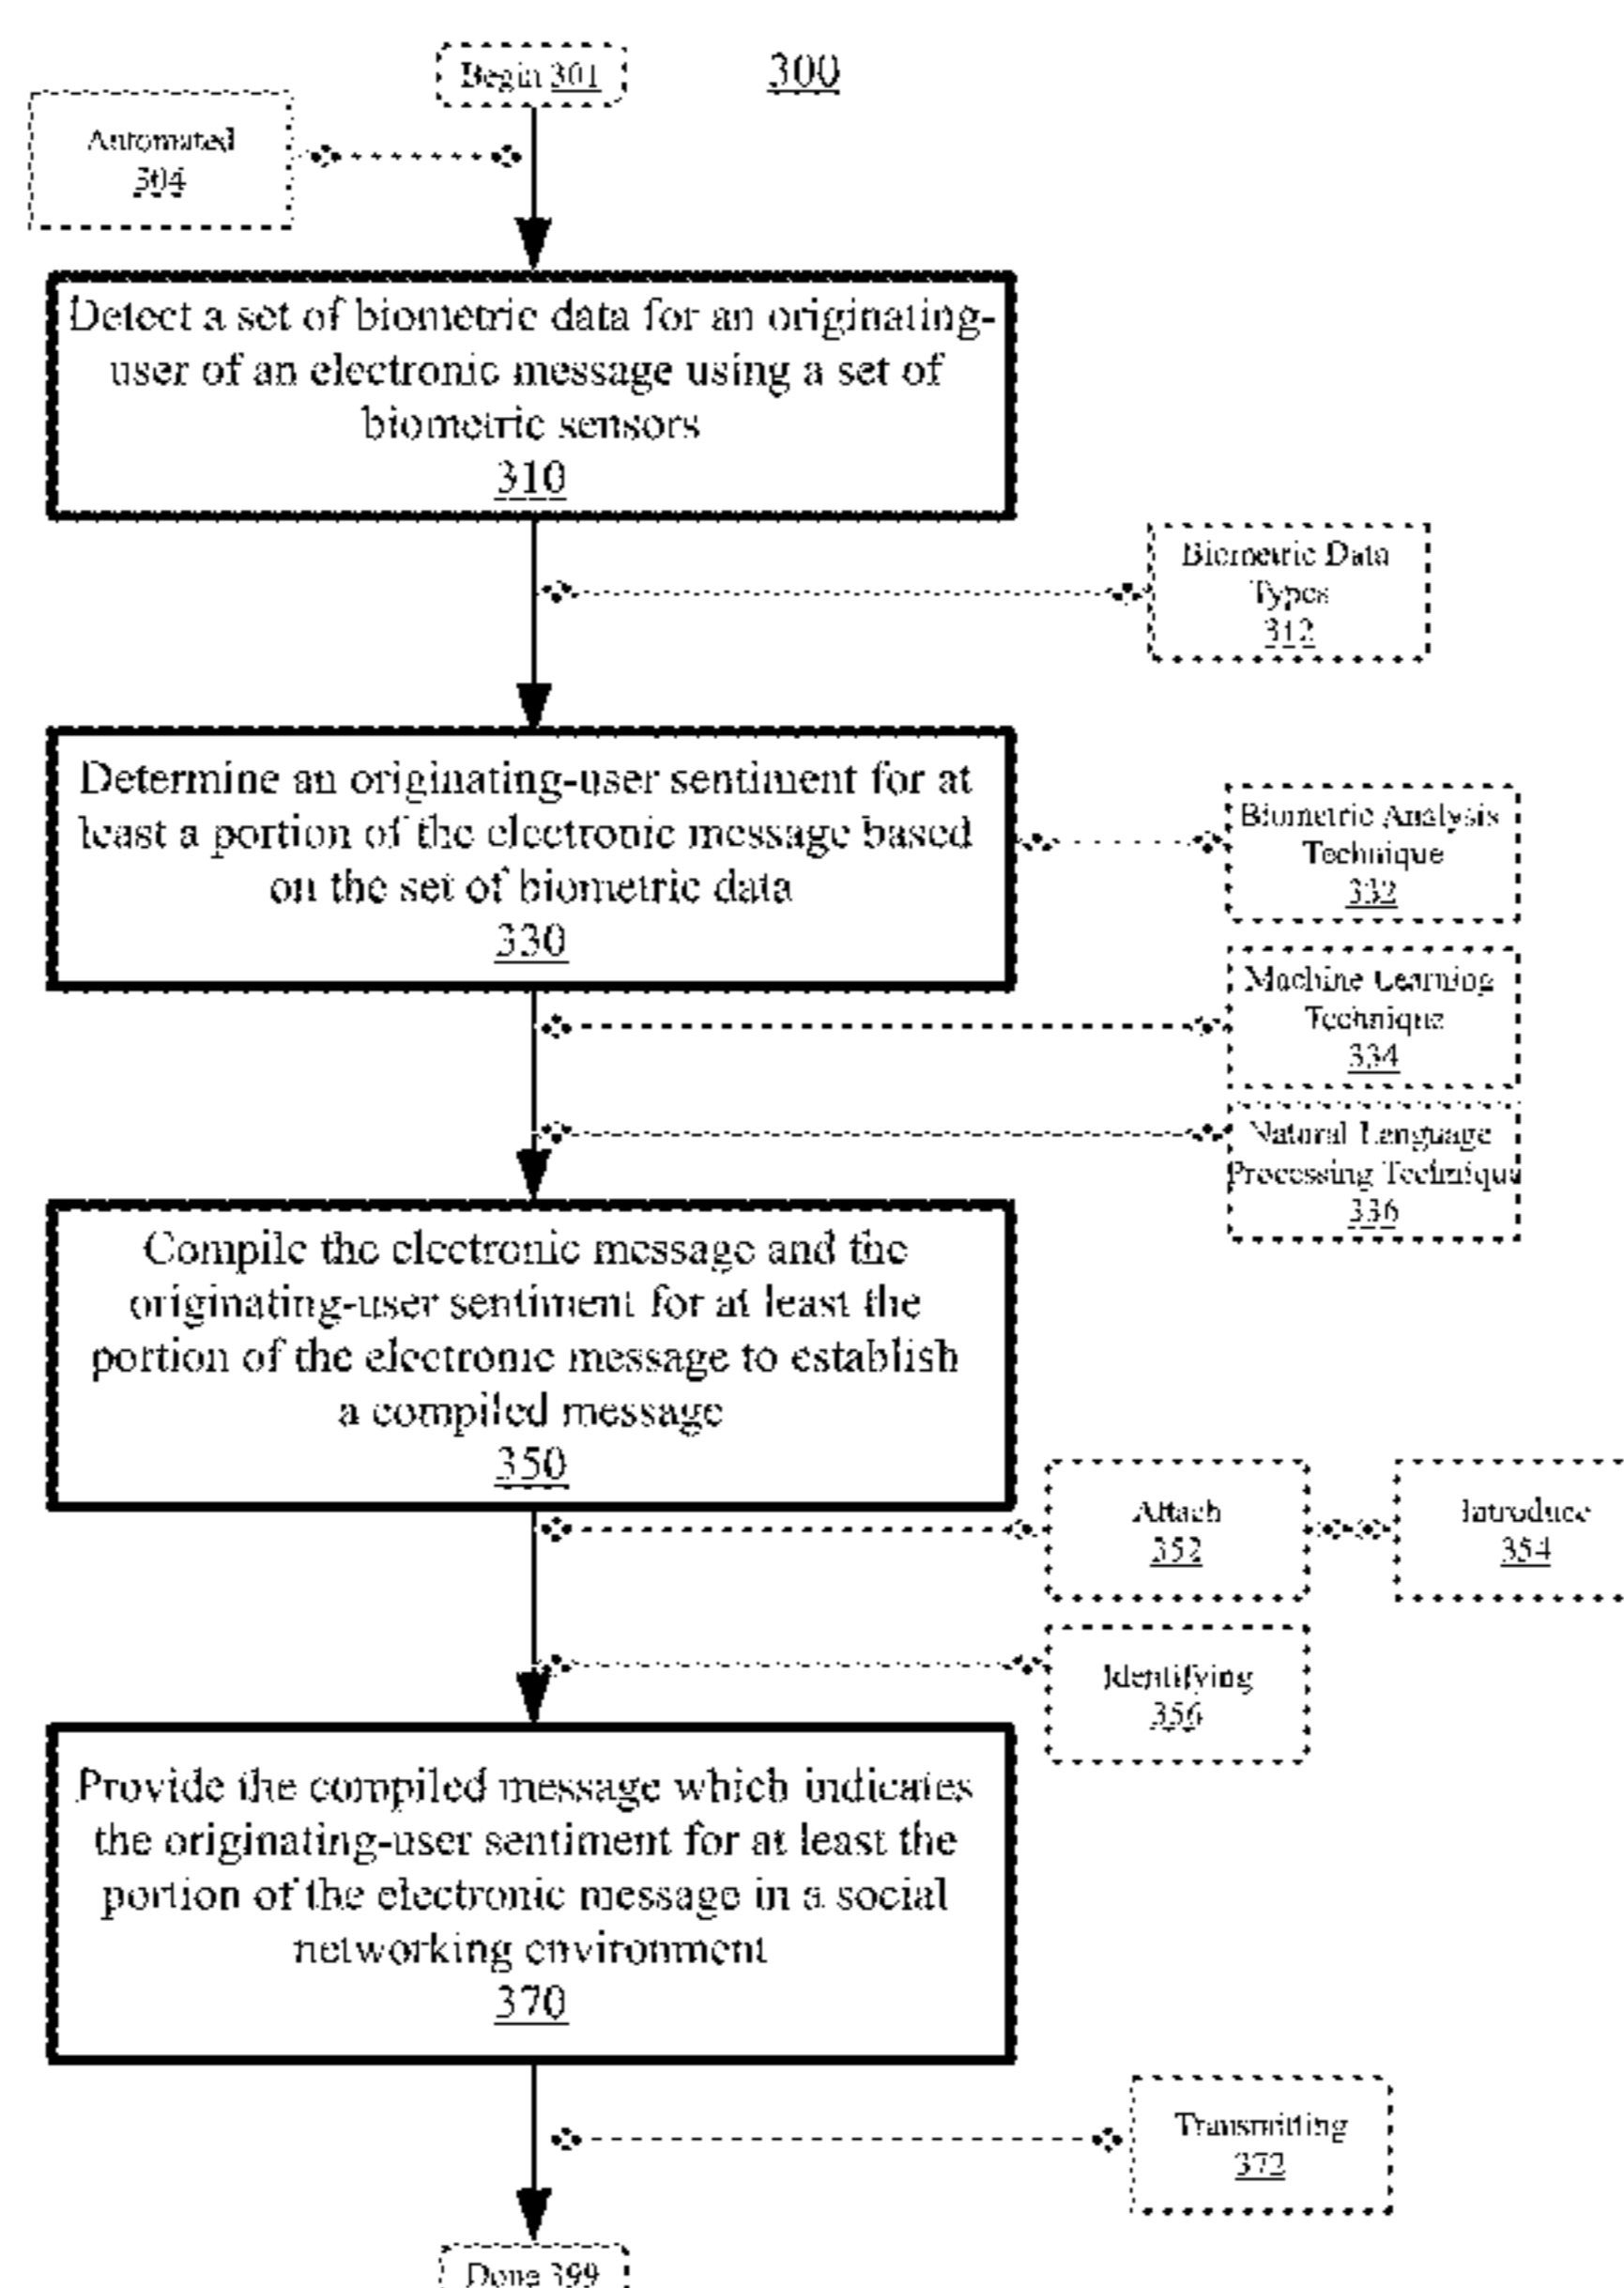 Begin 301
300
Automated
304
Detect a set of biometric data for an originating-
user of an electronic message using a set of
biometric sensors
310
Biometric Data
Types
312
Determine an originating-user sentiment for at
least a portion of the electronic message based
on the set of biometric data
330
Biometric Analysis
Technique
332
Machine Learning
Technique
334
Natural Language
Processing Technique
336
Compile the electronic message and the
originating-user sentiment for at least the
portion of the electronic message to establish
a compiled message
350
Attach
352
Introduce
354
Identifying
356
Provide the compiled message which indicates
the originating-user sentiment for at least the
portion of the electronic message in a social
networking environment
370
Transmitting
372
Done 399